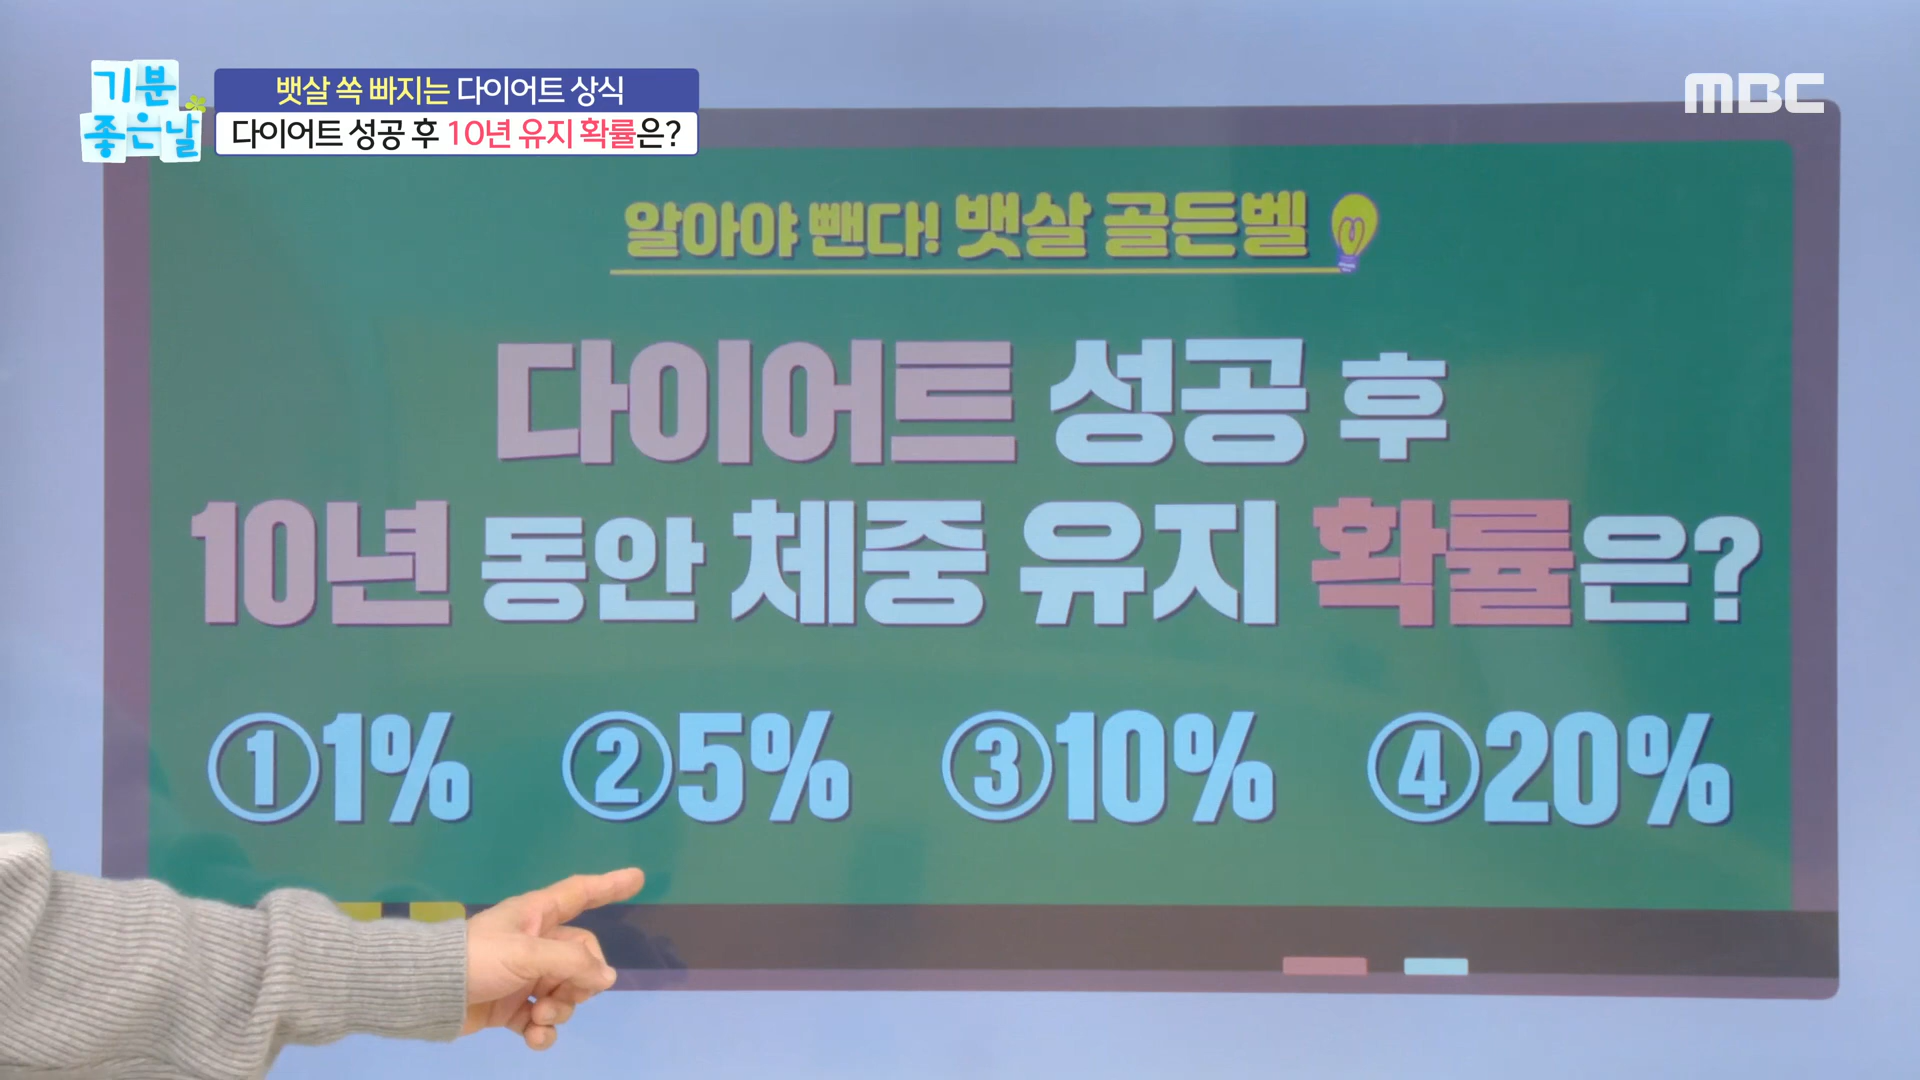 기분
좋은날
뱃살 쏙 빠지는 다이어트 상식
다이어트 성공 후 10년 유지 확률은?
MBC
알아야 뺀다! 뱃살 골든벨
다이어트 성공 후
10년 동안 체중 유지 확률은?
①1% ②5% ③10% ④20%